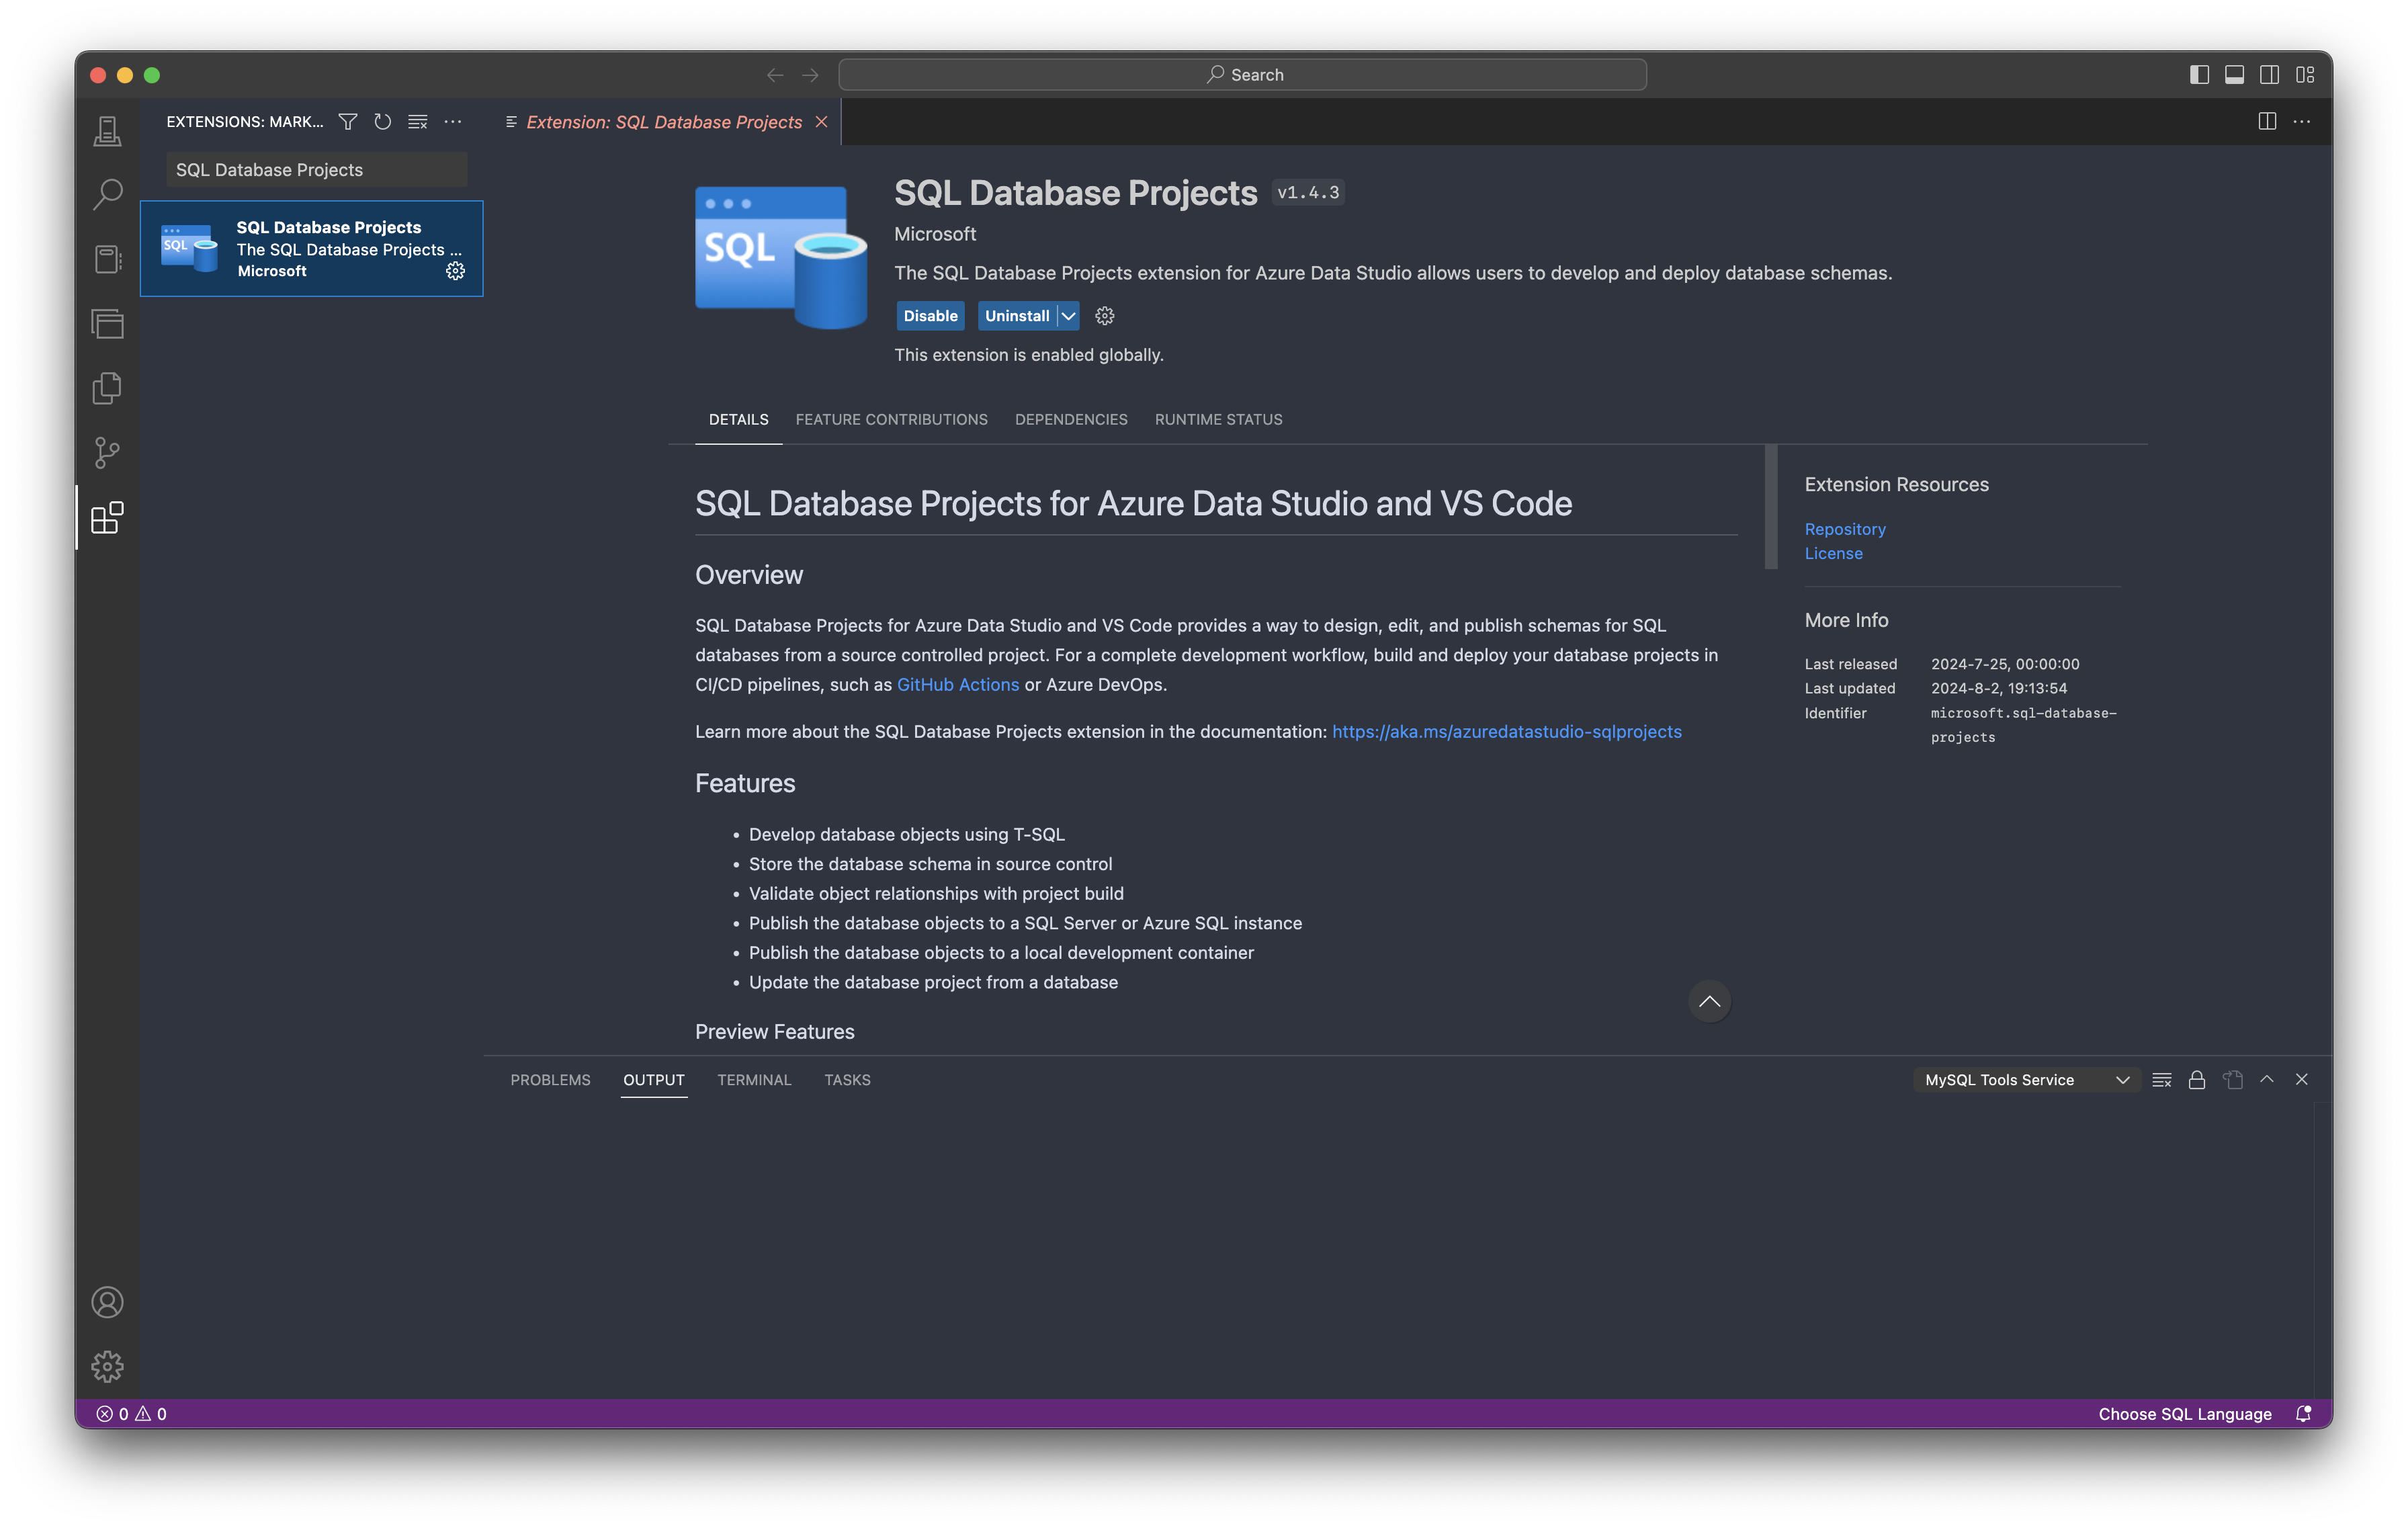 Search
EXTENSIONS: MARK...
Extension: SQL Database Projects
SQL Database Projects
SQL
SQL Database Projects
The SQL Database Projects ...
Microsoft
SQL
SQL Database Projects v1.4.3
Microsoft
The SQL Database Projects extension for Azure Data Studio allows users to develop and deploy database schemas.
Disable Uninstall
This extension is enabled globally.
DETAILS FEATURE CONTRIBUTIONS DEPENDENCIES RUNTIME STATUS
SQL Database Projects for Azure Data Studio and VS Code
Overview
SQL Database Projects for Azure Data Studio and VS Code provides a way to design, edit, and publish schemas for SQL
databases from a source controlled project. For a complete development workflow, build and deploy your database projects in
CI/CD pipelines, such as GitHub Actions or Azure DevOps.
Learn more about the SQL Database Projects extension in the documentation: https://aka.ms/azuredatastudio-sqlprojects
Features
• Develop database objects using T-SQL
• Store the database schema in source control
• Validate object relationships with project build
• Publish the database objects to a SQL Server or Azure SQL instance
• Publish the database objects to a local development container
• Update the database project from a database
Preview Features
Extension Resources
Repository
License
More Info
Last released 2024-7-25, 00:00:00
Last updated 2024-8-2, 19:13:54
Identifier microsoft.sql-database-
projects
PROBLEMS OUTPUT TERMINAL TASKS
MySQL Tools Service
0 0
Choose SQL Language